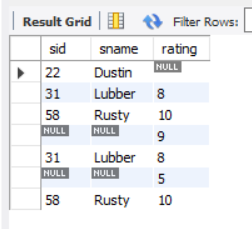 Result Grid Filter Rows:
sid sname rating
22 Dustin NULL
31 Lubber 8
58 Rusty 10
NULL NULL 9
31 Lubber 8
NULL NULL 5
58 Rusty 10